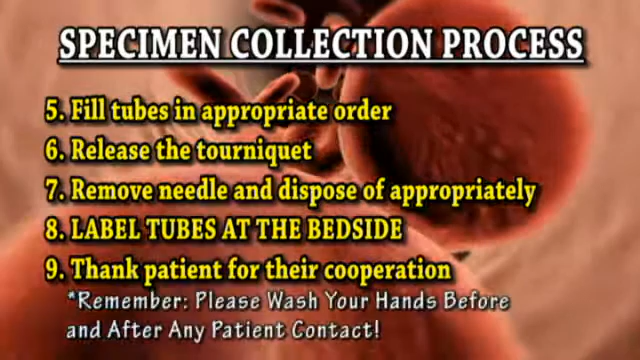 SPECIMEN COLLECTION PROCESS
5. Fill tubes in appropriate order
6. Release the tourniquet
7. Remove needle and dispose of appropriately
8. LABEL TUBES AT THE BEDSIDE
9. Thank patient for their cooperation
*Remember: Please Wash Your Hands Before
and After Any Patient Contact!